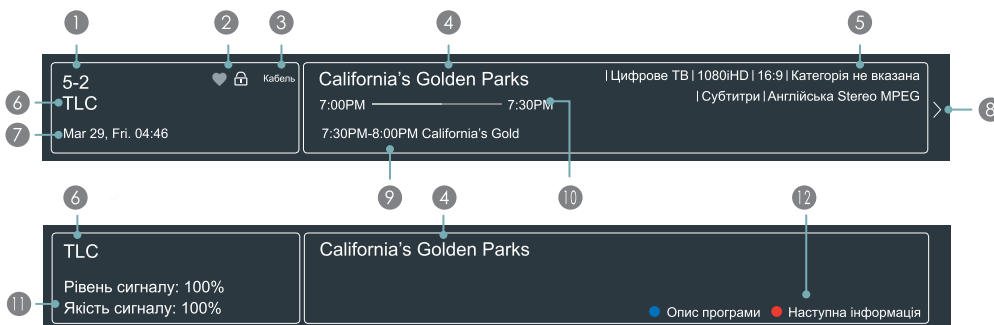 1 2 3 4 5
5-2 Кабель
TLC
Mar 29, Fri. 04:46
6
7
California's Golden Parks
7:00PM 7:30PM
7:30PM-8:00PM California's Gold
| Цифрове ТВ | 1080iHD | 16:9 | Категорія не вказана
| Субтитри | Англійська Stereo MPEG
8
9 10
6 4 12
TLC
Рівень сигналу: 100%
Якість сигналу: 100%
11
California's Golden Parks
Опис програми Наступна інформація